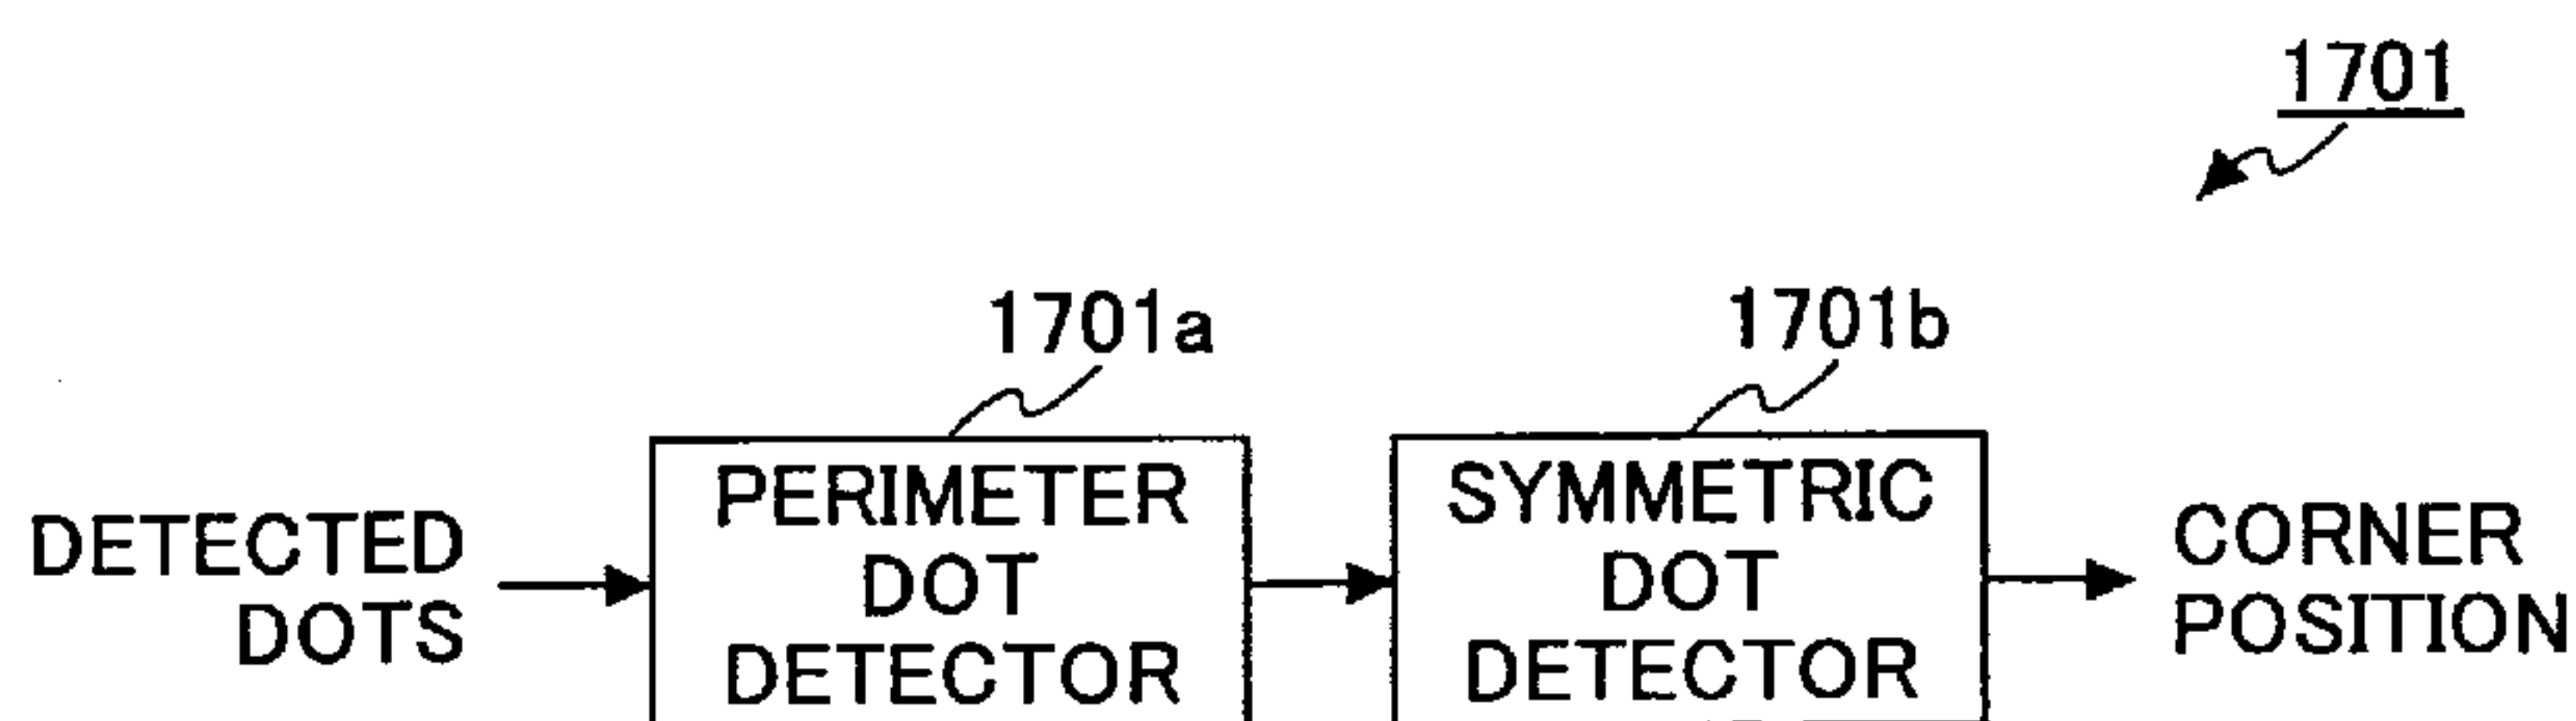 1701
1701a
1701b
DETECTED
DOTS
PERIMETER
DOT
DETECTOR
SYMMETRIC
DOT
DETECTOR
CORNER
POSITION